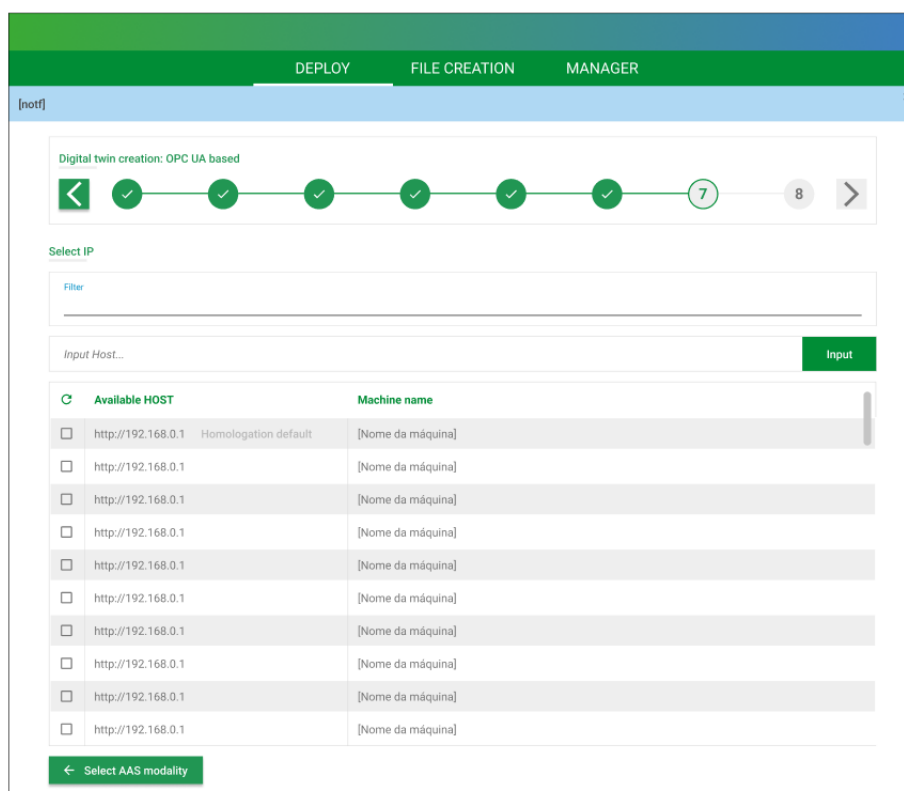 DEPLOY FILE CREATION MANAGER
[notf]
Digital twin creation: OPC UA based
7 8
Select IP
Filter
Input Host... Input
Available HOST Machine name
http://192.168.0.1 Homologation default [Nome da máquina]
http://192.168.0.1 [Nome da máquina]
http://192.168.0.1 [Nome da máquina]
http://192.168.0.1 [Nome da máquina]
http://192.168.0.1 [Nome da máquina]
http://192.168.0.1 [Nome da máquina]
http://192.168.0.1 [Nome da máquina]
http://192.168.0.1 [Nome da máquina]
http://192.168.0.1 [Nome da máquina]
http://192.168.0.1 [Nome da máquina]
Select AAS modality